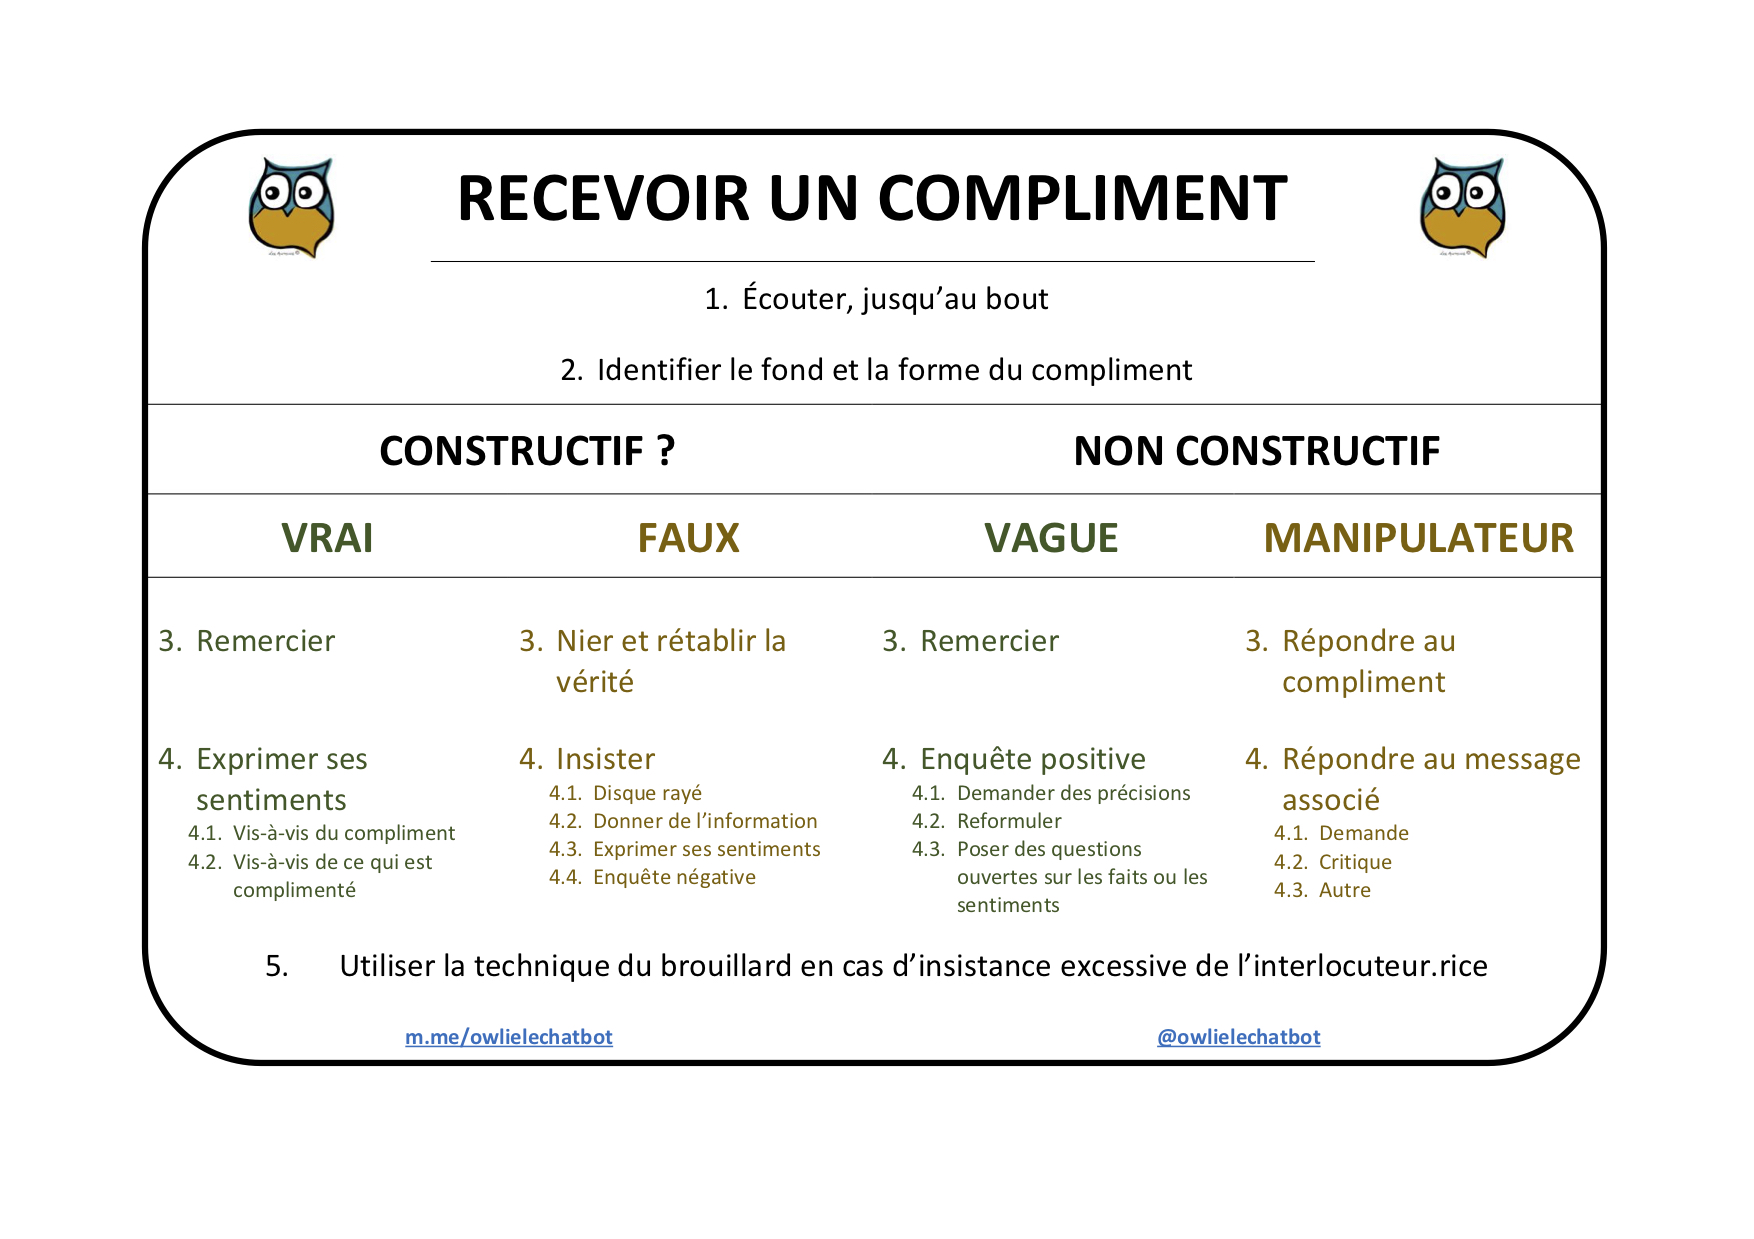 RECEVOIR UN COMPLIMENT
1. Écouter, jusqu’au bout
2. Identifier le fond et la forme du compliment
CONSTRUCTIF ?
NON CONSTRUCTIF
VRAI
FAUX
VAGUE
MANIPULATEUR
3. Remercier
4. Exprimer ses
sentiments
4.1. Vis-à-vis du compliment
4.2. Vis-à-vis de ce qui est
complimenté
3. Nier et rétablir la
vérité
4. Insister
4.1. Disque rayé
4.2. Donner de l’information
4.3. Exprimer ses sentiments
4.4. Enquête négative
3. Remercier
4. Enquête positive
4.1. Demander des précisions
4.2. Reformuler
4.3. Poser des questions
ouvertes sur les faits ou les
sentiments
3. Répondre au
compliment
4. Répondre au message
associé
4.1. Demande
4.2. Critique
4.3. Autre
5. Utiliser la technique du brouillard en cas d’insistance excessive de l’interlocuteur.rice
m.me/owlielechatbot
@owlielechatbot